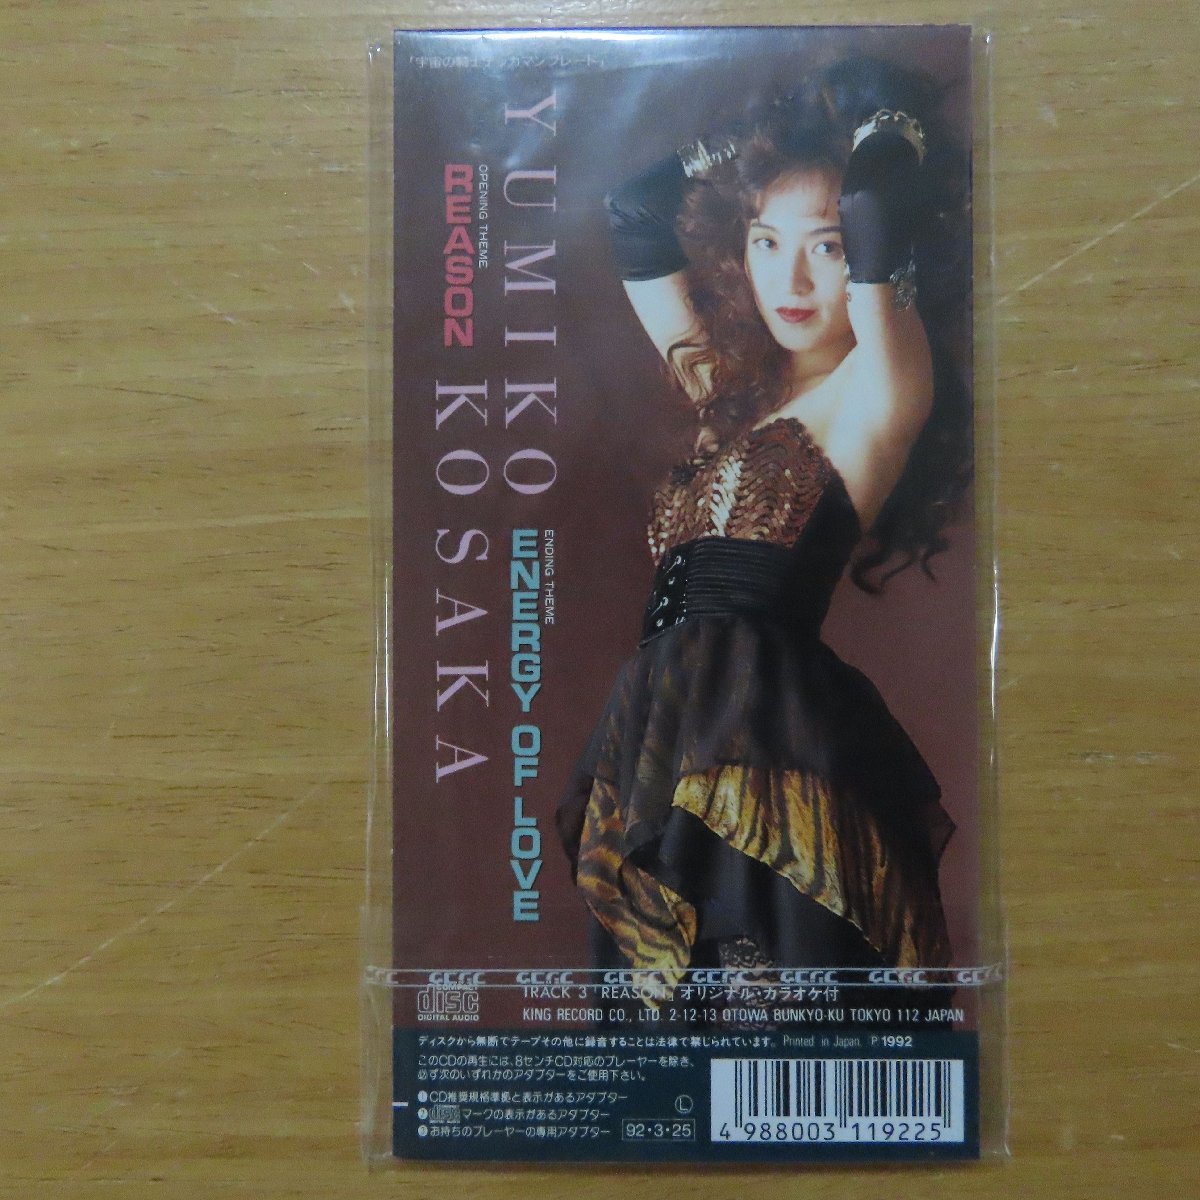 「宇宙の騎士テッカマンブレード」
YUMIKO KOSAKA
OPENING THEME
REASON
ENDING THEME
ENERGY OF LOVE
COMPACT
disc
DIGITAL AUDIO
TRACK 3「REASON」オリジナル・カラオケ付
KING RECORD CO., LTD. 2-12-13 OTOWA BUNKYO-KU TOKYO 112 JAPAN
ディスクから無断でテープその他に録音することは法律で禁じられています。 Printed in Japan. Ⓟ1992
このCDの再生には、8センチCD対応のプレーヤーを除き、
必ず次のいずれかのアダプターをご使用下さい。
❶CD推奨規格準拠と表示があるアダプター
❷disc マークの表示があるアダプター
❸お持ちのプレーヤーの専用アダプター
Ⓛ
92・3・25
4 988003 119225